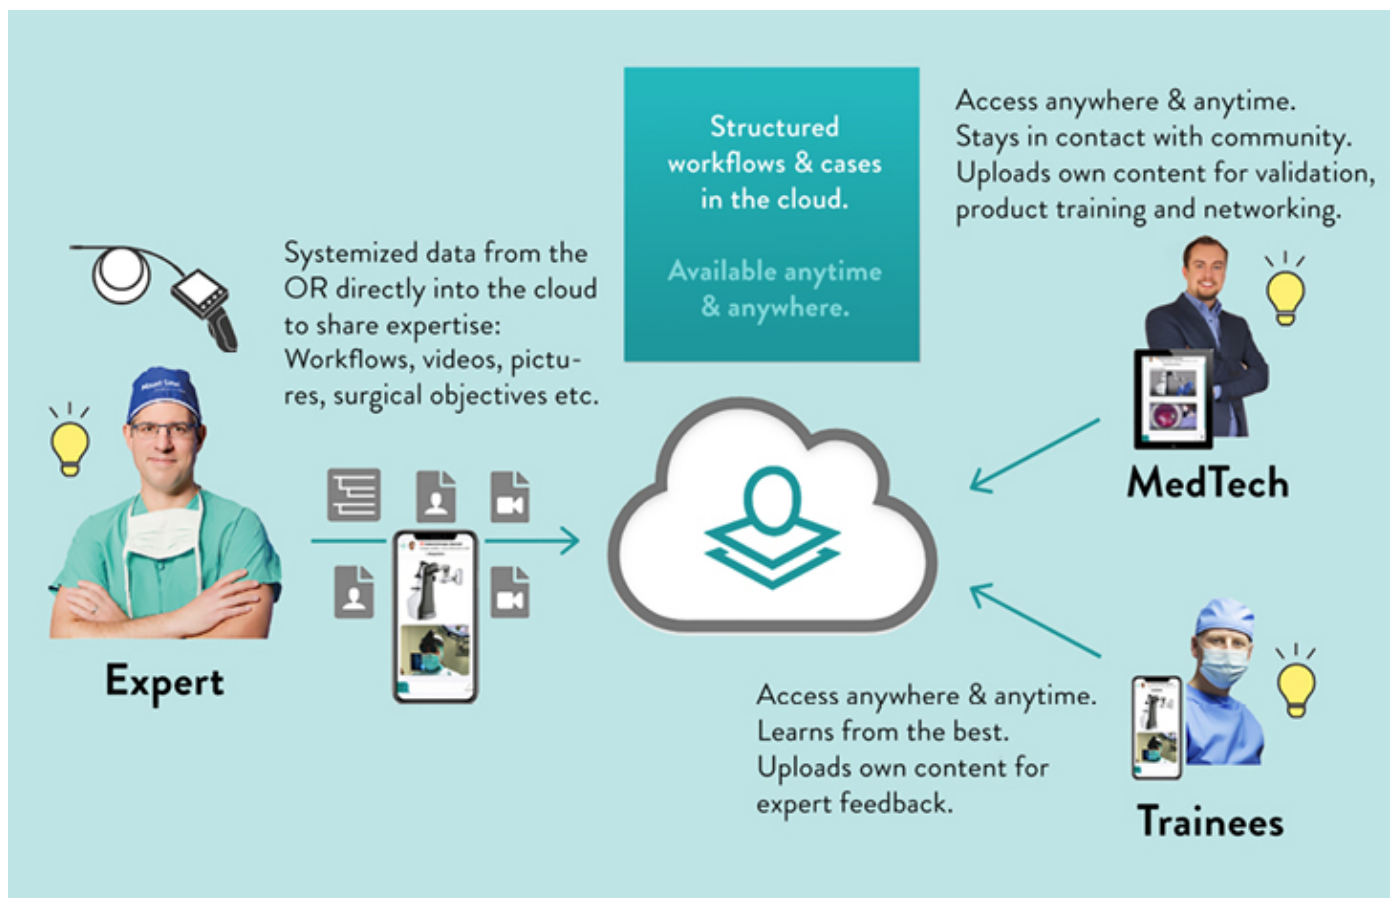 Structured
workflows & cases
in the cloud.
Available anytime
& anywhere.
Access anywhere & anytime.
Stays in contact with community.
Uploads own content for validation,
product training and networking.
Systemized data from the
OR directly into the cloud
to share expertise:
Workflows, videos, pictu-
res, surgical objectives etc.
Mount Sinai
Expert
MedTech
Access anywhere & anytime.
Learns from the best.
Uploads own content for
expert feedback.
Trainees